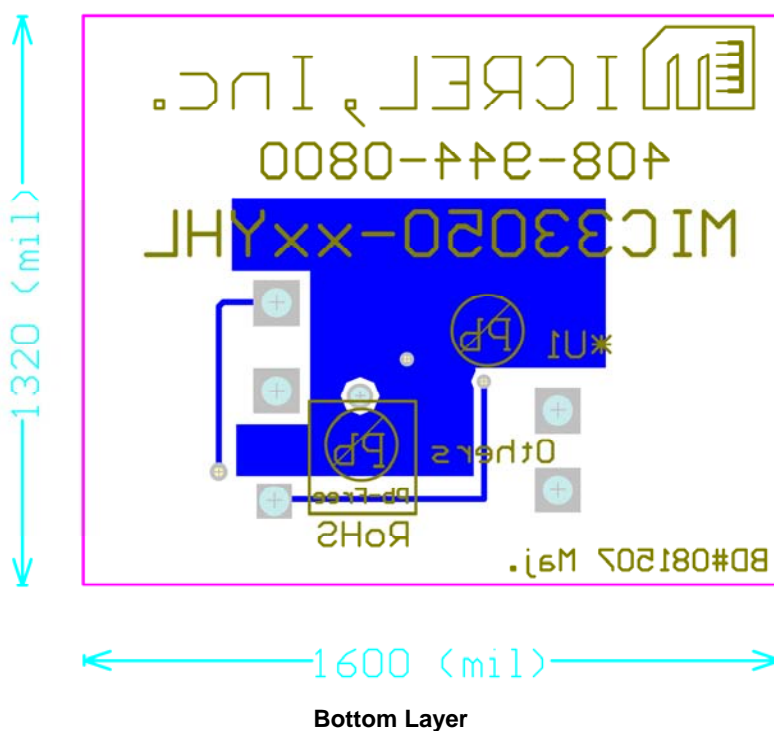 MICREL, Inc.
408-944-0800
MIC33050-xxYHL
1320 (mil)
Pb
*U1
Pb
Others
Pb-Free
RoHS
BD#081507 Maj.
1600 (mil)
Bottom Layer